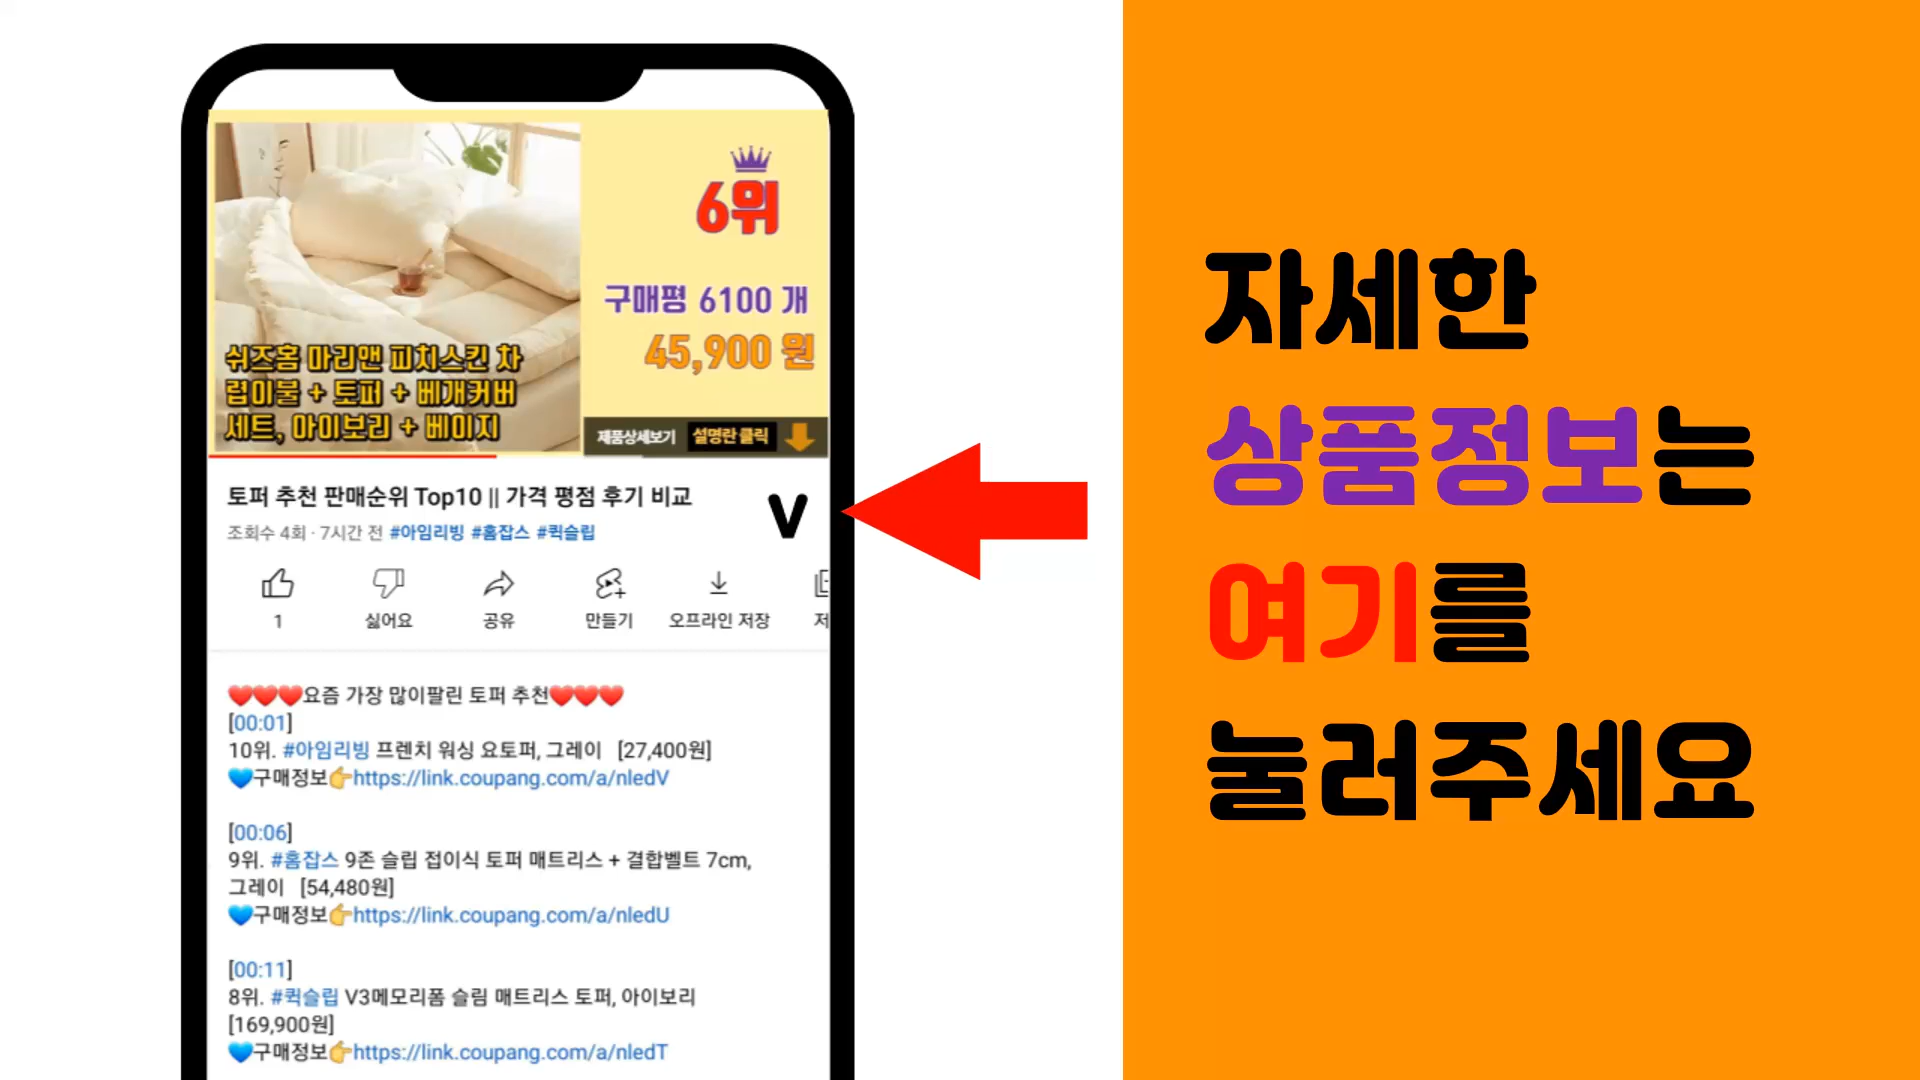 6위
구매평 6100 개
45,900 원
쉬즈홈 마리앤 피치스킨 차
렵이불 + 토퍼 + 베개커버
세트, 아이보리 + 베이지
제품상세보기 설명란 클릭
토퍼 추천 판매순위 Top10 || 가격 평점 후기 비교
V
조회수 4회 · 7시간 전 #아임리빙 #홈잡스 #퀵슬립
1 싫어요 공유 만들기 오프라인 저장 저
❤️❤️❤️요즘 가장 많이팔린 토퍼 추천❤️❤️❤️
[00:01]
10위. #아임리빙 프렌치 워싱 요토퍼, 그레이 [27,400원]
💙구매정보👉https://link.coupang.com/a/nledV
[00:06]
9위. #홈잡스 9존 슬립 접이식 토퍼 매트리스 + 결합벨트 7cm,
그레이 [54,480원]
💙구매정보👉https://link.coupang.com/a/nledU
[00:11]
8위. #퀵슬립 V3메모리폼 슬림 매트리스 토퍼, 아이보리
[169,900원]
💙구매정보👉https://link.coupang.com/a/nledT
자세한
상품정보는
여기를
눌러주세요